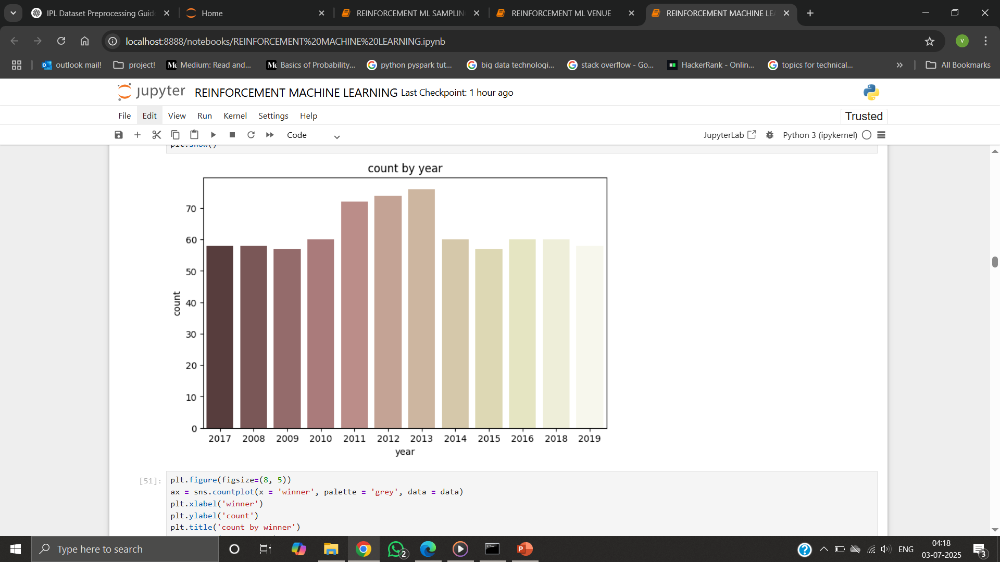 IPL Dataset Preprocessing Guid
Home
REINFORCEMENT ML SAMPLIN
REINFORCEMENT ML VENUE
REINFORCEMENT MACHINE LE
localhost:8888/notebooks/REINFORCEMENT%20MACHINE%20LEARNING.ipynb
V
outlook mail!
project!
Medium: Read and...
Basics of Probability...
python pyspark tut...
big data technologi...
stack overflow - Go...
HackerRank - Onlin...
topics for technical...
All Bookmarks
jupyter
REINFORCEMENT MACHINE LEARNING Last Checkpoint: 1 hour ago
File Edit View Run Kernel Settings Help
Trusted
Code
JupyterLab
Python 3 (ipykernel)
plt.show()
count by year
70
60
50
40
30
20
10
0
count
2017 2008 2009 2010 2011 2012 2013 2014 2015 2016 2018 2019
year
[51]:
plt.figure(figsize=(8, 5))
ax = sns.countplot(x = 'winner', palette = 'grey', data = data)
plt.xlabel('winner')
plt.ylabel('count')
plt.title('count by winner')
Type here to search
2
ENG
04:18
03-07-2025
3